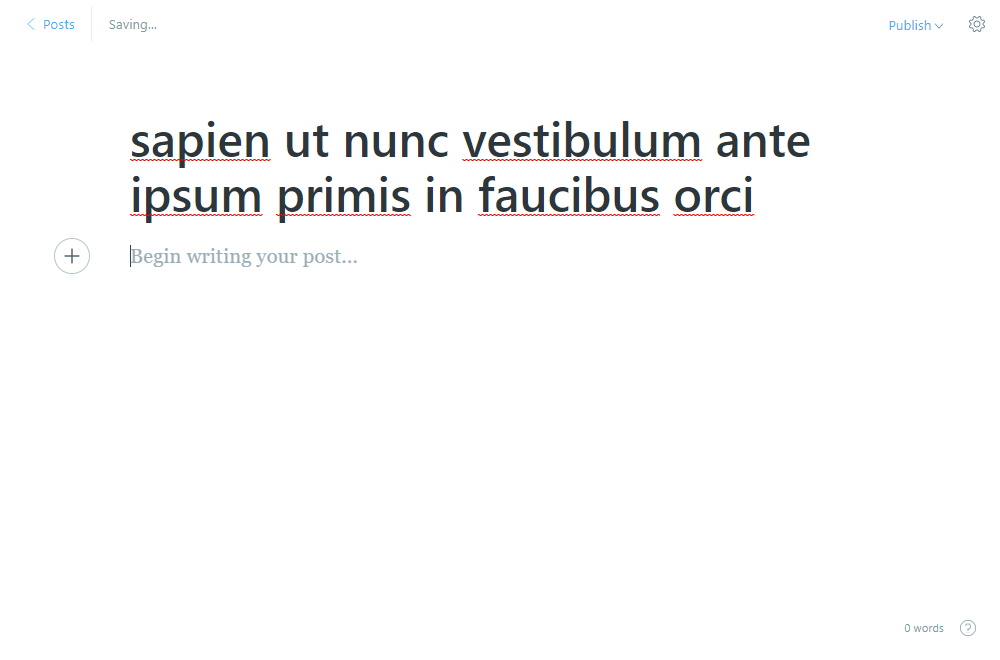 Posts
Saving...
Publish
sapien ut nunc vestibulum ante
ipsum primis in faucibus orci
Begin writing your post...
0 words
?